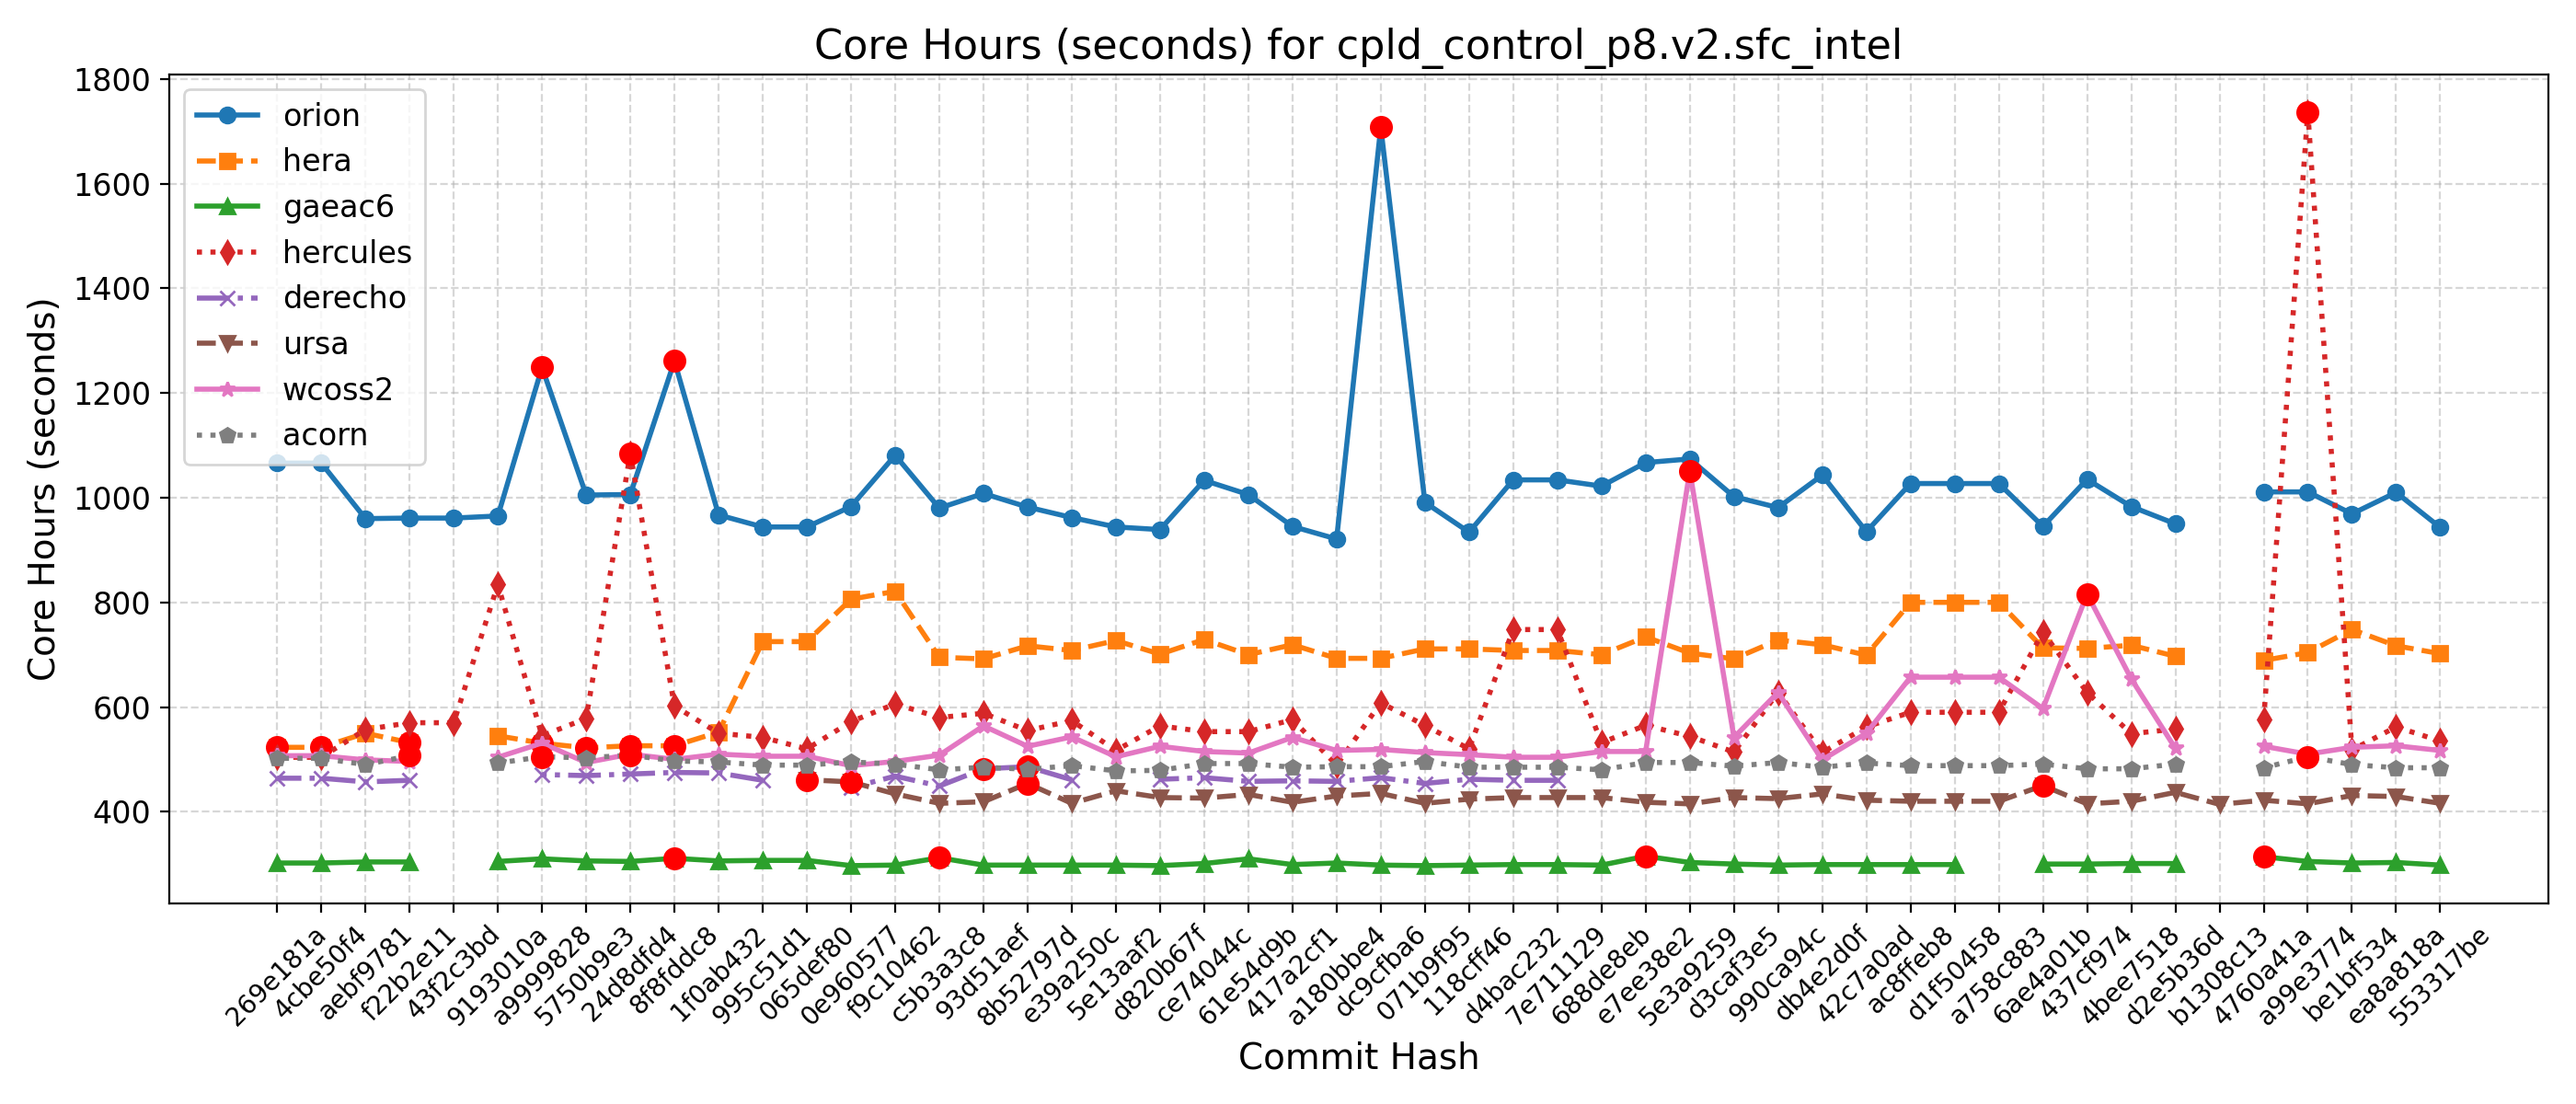 Core Hours (seconds) for cpld_control_p8.v2.sfc_intel
Core Hours (seconds)
1800
1600
1400
1200
1000
800
600
400
orion
hera
gaeac6
hercules
derecho
ursa
wcoss2
acorn
269e181a
4cbe50f4
aebf9781
f22b2e11
43f2c3bd
9193010a
a9999828
5750b9e3
24d8dfd4
8f8fddc8
1f0ab432
995c51d1
065def80
0e960577
f9c10462
c5b3a3c8
93d51aef
8b52797d
e39a250c
5e13aaf2
d820b67f
ce74044c
61e54d9b
417a2cf1
a180bbe4
dc9cfba6
071b9f95
118cff46
d4bac232
7e711129
688de8eb
e7ee38e2
5e3a9259
d3caf3e5
990ca94c
db4e2d0f
42c7a0ad
ac8ffeb8
d1f50458
a758c883
6ae4a01b
437cf974
4bee7518
d2e5b36d
b1308c13
4760a41a
a99e3774
be1bf534
ea8a818a
553317be
Commit Hash